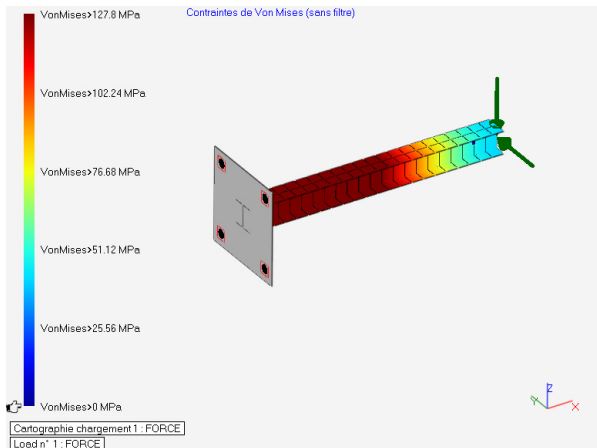 Contraintes de Von Mises (sans filtre)
VonMises>127.8 MPa
VonMises>102.24 MPa
VonMises>76.68 MPa
VonMises>51.12 MPa
VonMises>25.56 MPa
VonMises>0 MPa
Z
Y
X
Cartographie chargement 1 : FORCE
Load n° 1 : FORCE